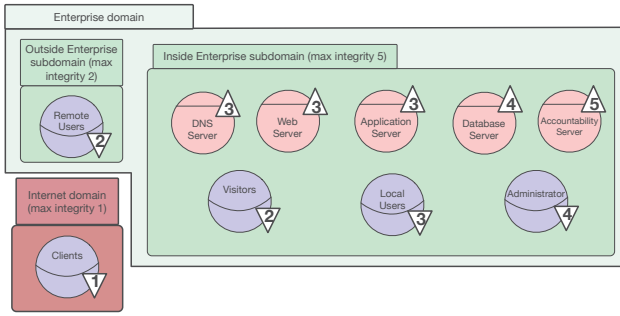 Enterprise domain
Outside Enterprise
subdomain (max
integrity 2)
Inside Enterprise subdomain (max integrity 5)
Remote
Users
2
DNS
Server
3
Web
Server
3
Application
Server
3
Database
Server
4
Accountability
Server
5
Visitors
2
Local
Users
3
Administrator
4
Internet domain
(max integrity 1)
Clients
1